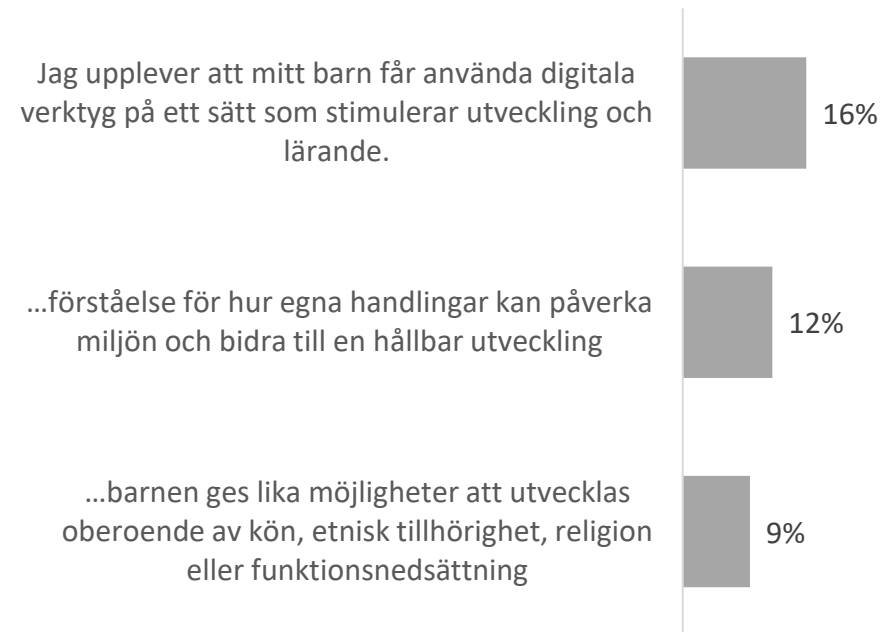 Jag upplever att mitt barn får använda digitala
verktyg på ett sätt som stimulerar utveckling och
lärande.
16%
…förståelse för hur egna handlingar kan påverka
miljön och bidra till en hållbar utveckling
12%
…barnen ges lika möjligheter att utvecklas
oberoende av kön, etnisk tillhörighet, religion
eller funktionsnedsättning
9%